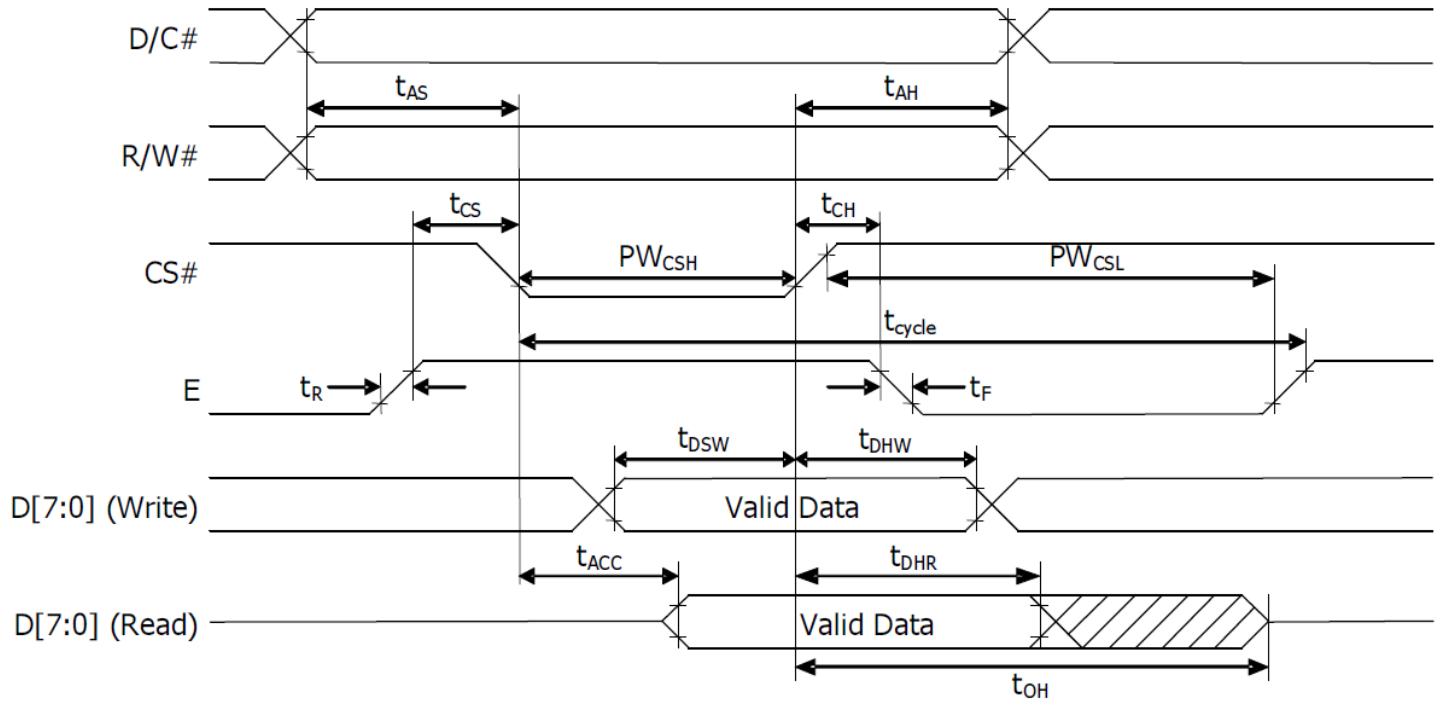 D/C#
tAS
tAH
R/W#
tCS
tCH
CS#
PWCSH
PWCSL
tcycle
E
tR
tF
tDSW
tDHW
D[7:0] (Write)
Valid Data
tACC
tDHR
D[7:0] (Read)
Valid Data
tOH